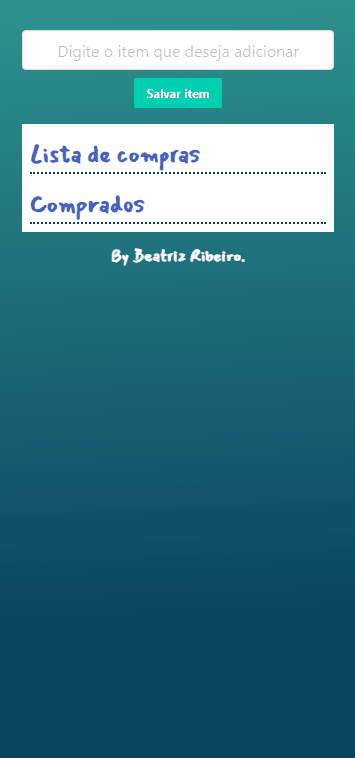 Digite o item que deseja adicionar
Salvar item
Lista de compras
Comprados
By Beatriz Ribeiro.